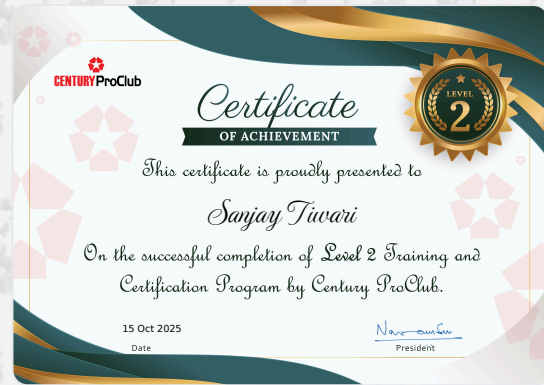 CENTURY ProClub
Certificate
OF ACHIEVEMENT
LEVEL
2
This certificate is proudly presented to
Sanjay Tiwari
On the successful completion of Level 2 Training and
Certification Program by Century ProClub.
15 Oct 2025
Date
President